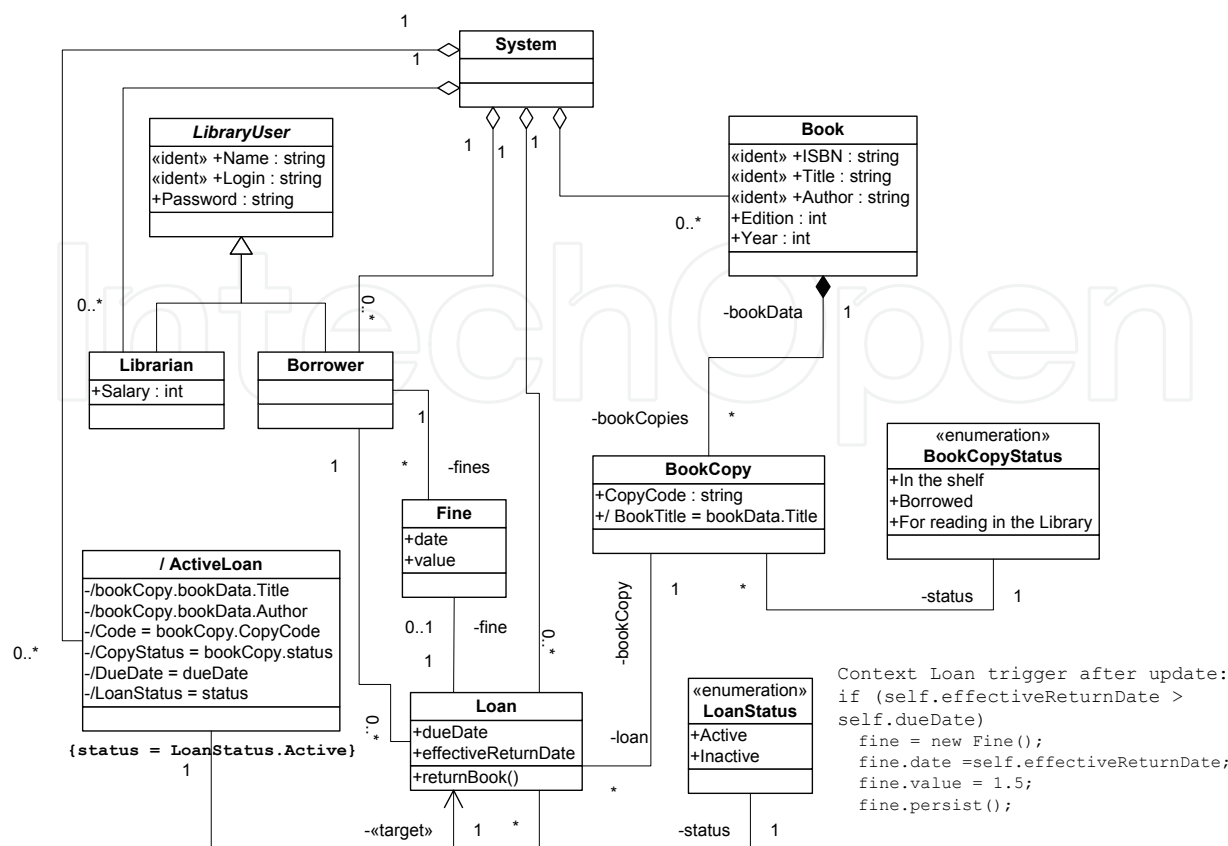 1
System
1
LibraryUser
«ident» +Name : string
«ident» +Login : string
+Password : string
1
1
1
Book
«ident» +ISBN : string
«ident» +Title : string
«ident» +Author : string
+Edition : int
+Year : int
0..*
IntechOpen
0..*
0..*
-bookData
1
Librarian
+Salary : int
Borrower
1
1
*
-fines
-bookCopies
*
BookCopy
+CopyCode : string
+/ BookTitle = bookData.Title
«enumeration»
BookCopyStatus
+In the shelf
+Borrowed
+For reading in the Library
Fine
+date
+value
/ ActiveLoan
-/bookCopy.bookData.Title
-/bookCopy.bookData.Author
-/Code = bookCopy.CopyCode
-/CopyStatus = bookCopy.status
-/DueDate = dueDate
-/LoanStatus = status
{status = LoanStatus.Active}
0..*
1
0..1
-fine
1
0..*
-bookCopy
1
*
-status
1
0..*
Loan
+dueDate
+effectiveReturnDate
+returnBook()
-loan
*
«enumeration»
LoanStatus
+Active
+Inactive
Context Loan trigger after update:
if (self.effectiveReturnDate >
self.dueDate)
fine = new Fine();
fine.date =self.effectiveReturnDate;
fine.value = 1.5;
fine.persist();
-«target»
1
*
-status
1